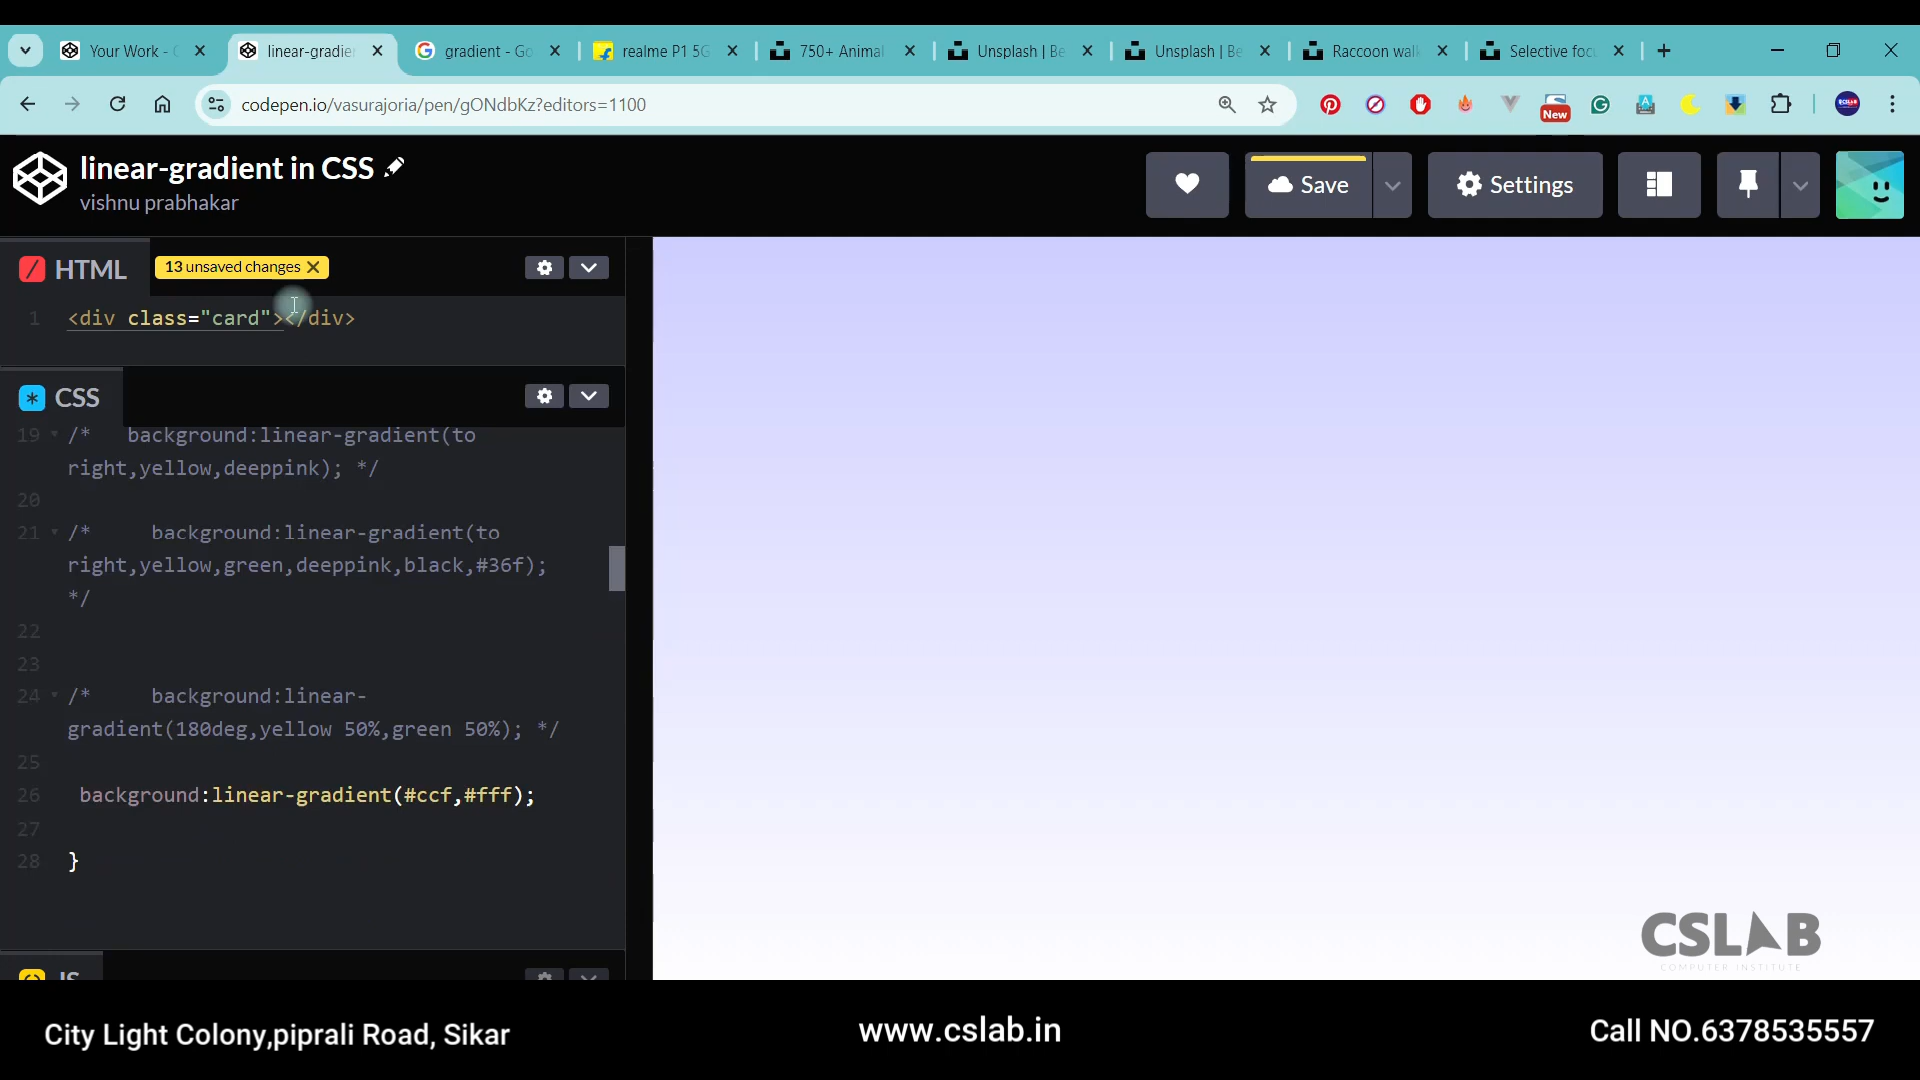 Your Work - C
linear-gradie
gradient - Go
realme P1 5G
750+ Animal
Unsplash | Be
Unsplash | Be
Raccoon walk
Selective focu
codepen.io/vasurajoria/pen/gONdbKz?editors=1100
New
linear-gradient in CSS
vishnu prabhakar
Save
Settings
HTML
13 unsaved changes
1 <div class="card"></div>
CSS
19 /* background:linear-gradient(to
right,yellow,deeppink); */
20
21 /* background:linear-gradient(to
right,yellow,green,deeppink,black,#36f);
*/
22
23
24 /* background:linear-
gradient(180deg,yellow 50%,green 50%); */
25
26 background:linear-gradient(#ccf,#fff);
27
28 }
JS
CSLAB
COMPUTER INSTITUTE
City Light Colony,piprali Road, Sikar
www.cslab.in
Call NO.6378535557